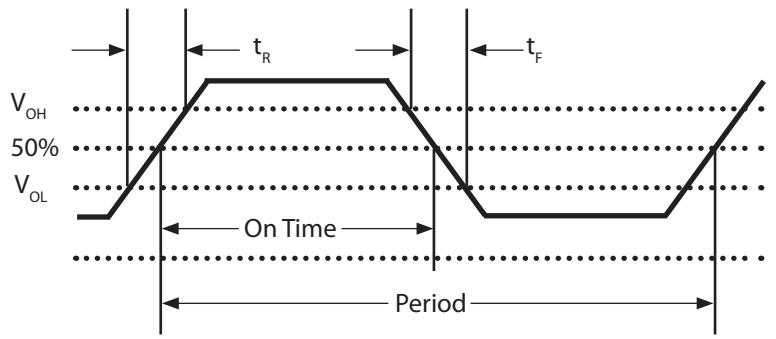 t_R
t_F
V_OH
50%
V_OL
On Time
Period